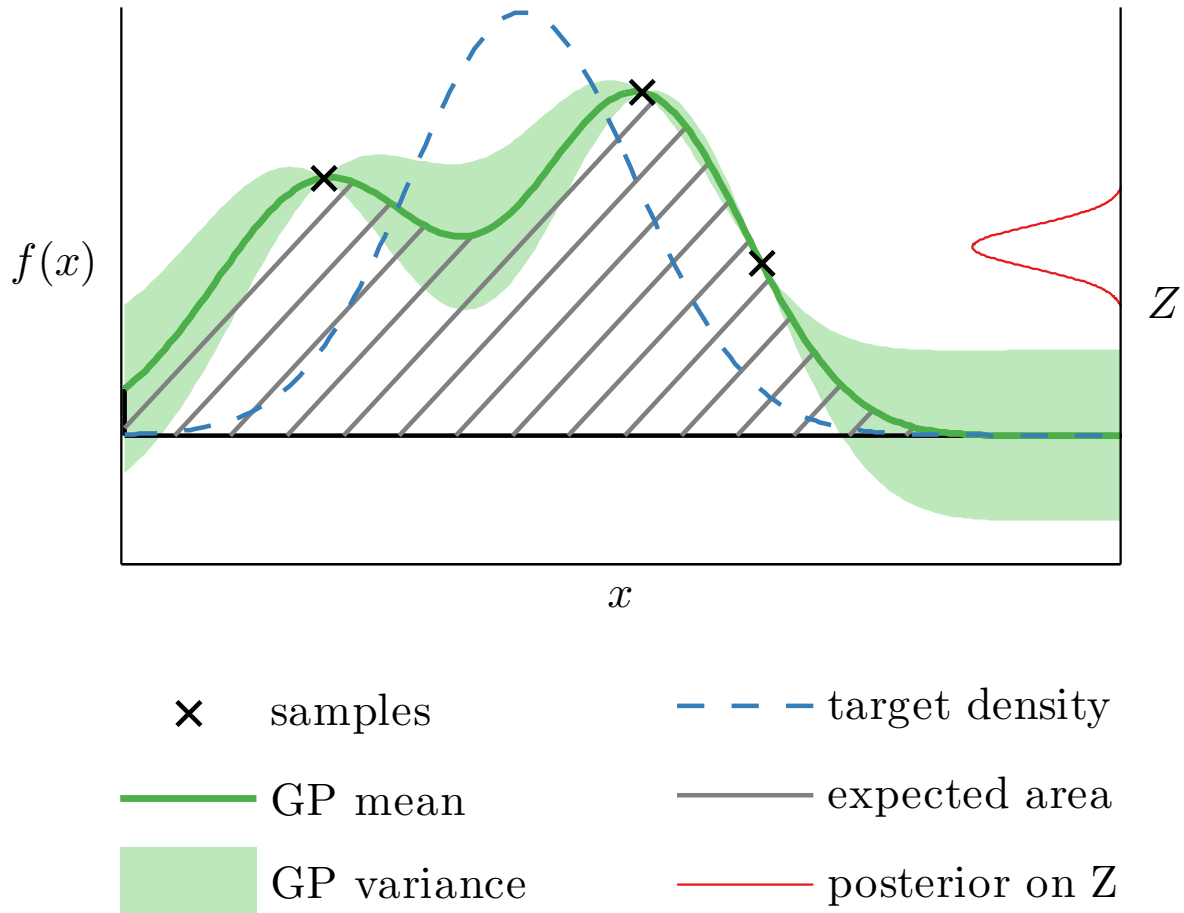 f(x)
Z
x
samples
target density
GP mean
expected area
GP variance
posterior on Z